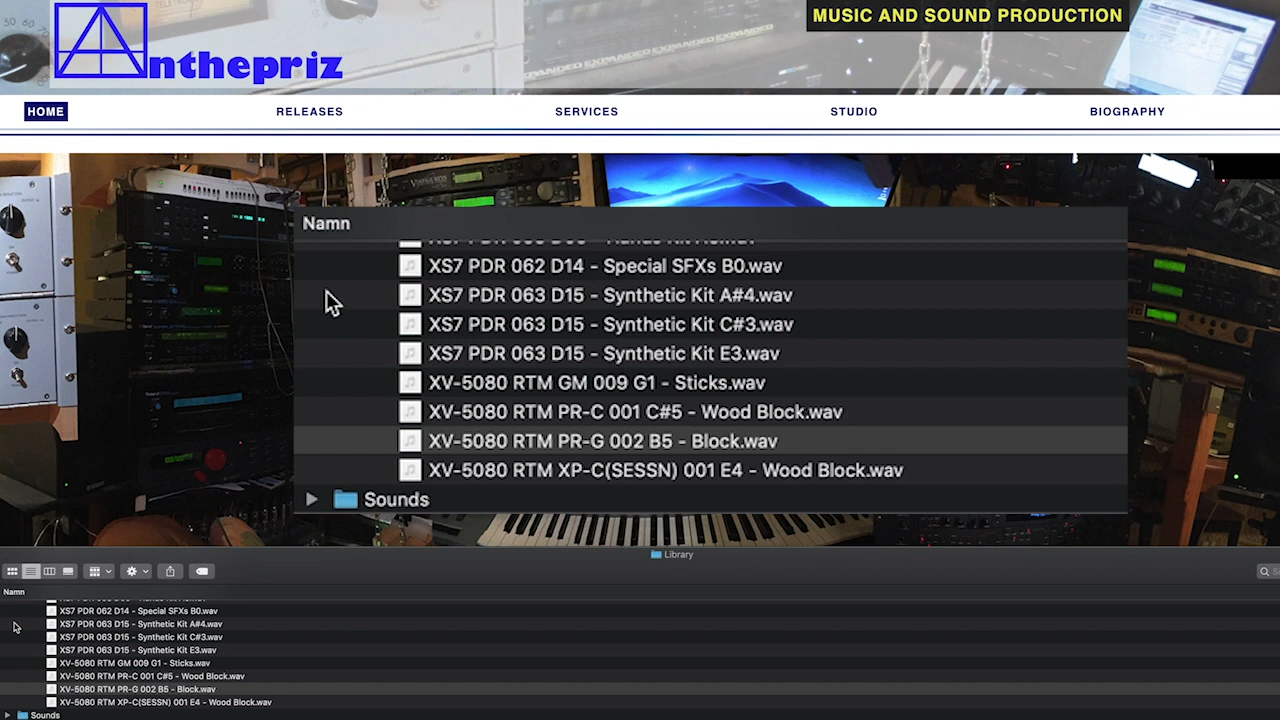 Anthepriz
MUSIC AND SOUND PRODUCTION
HOME
RELEASES
SERVICES
STUDIO
BIOGRAPHY
Namn
XS7 PDR 062 D14 - Special SFXs B0.wav
XS7 PDR 063 D15 - Synthetic Kit A#4.wav
XS7 PDR 063 D15 - Synthetic Kit C#3.wav
XS7 PDR 063 D15 - Synthetic Kit E3.wav
XV-5080 RTM GM 009 G1 - Sticks.wav
XV-5080 RTM PR-C 001 C#5 - Wood Block.wav
XV-5080 RTM PR-G 002 B5 - Block.wav
XV-5080 RTM XP-C(SESSN) 001 E4 - Wood Block.wav
Sounds
Library
Namn
XS7 PDR 062 D14 - Special SFXs B0.wav
XS7 PDR 063 D15 - Synthetic Kit A#4.wav
XS7 PDR 063 D15 - Synthetic Kit C#3.wav
XS7 PDR 063 D15 - Synthetic Kit E3.wav
XV-5080 RTM GM 009 G1 - Sticks.wav
XV-5080 RTM PR-C 001 C#5 - Wood Block.wav
XV-5080 RTM PR-G 002 B5 - Block.wav
XV-5080 RTM XP-C(SESSN) 001 E4 - Wood Block.wav
Sounds